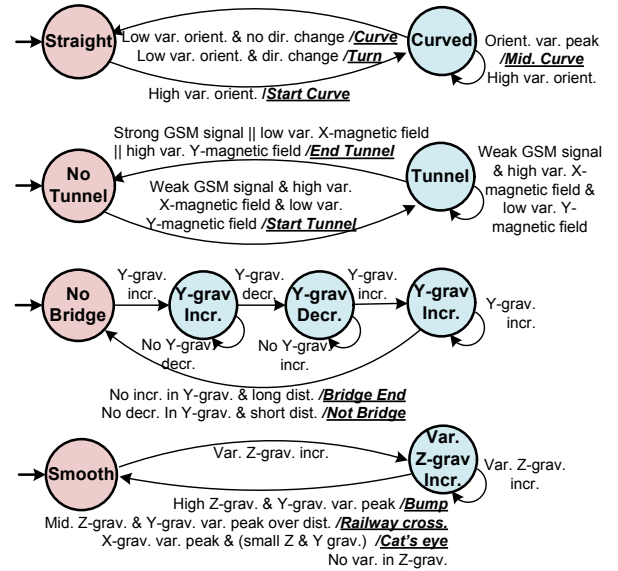 Straight
Low var. orient. & no dir. change /Curve
Low var. orient. & dir. change /Turn
High var. orient. /Start Curve
Curved
Orient. var. peak
/Mid. Curve
High var. orient.
Strong GSM signal || low var. X-magnetic field
|| high var. Y-magnetic field /End Tunnel
No
Tunnel
Weak GSM signal & high var.
X-magnetic field & low var.
Y-magnetic field /Start Tunnel
Tunnel
Weak GSM signal
& high var. X-
magnetic field &
low var. Y-
magnetic field
No
Bridge
Y-grav.
incr.
Y-grav
Incr.
No Y-grav.
decr.
Y-grav.
decr.
Y-grav
Decr.
No Y-grav.
incr.
Y-grav.
incr.
Y-grav
Incr.
Y-grav.
incr.
No incr. in Y-grav. & long dist. /Bridge End
No decr. In Y-grav. & short dist. /Not Bridge
Smooth
Var. Z-grav. incr.
Var.
Z-grav
Incr.
Var. Z-grav.
incr.
High Z-grav. & Y-grav. var. peak /Bump
Mid. Z-grav. & Y-grav. var. peak over dist. /Railway cross.
X-grav. var. peak & (small Z & Y grav.) /Cat's eye
No var. in Z-grav.